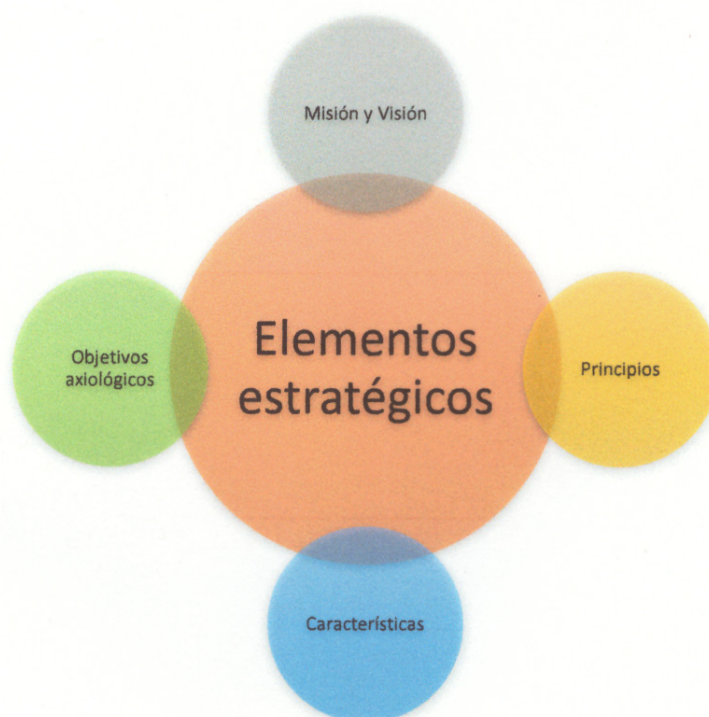 Misión y Visión
Elementos
estratégicos
Objetivos
axiológicos
Principios
Características